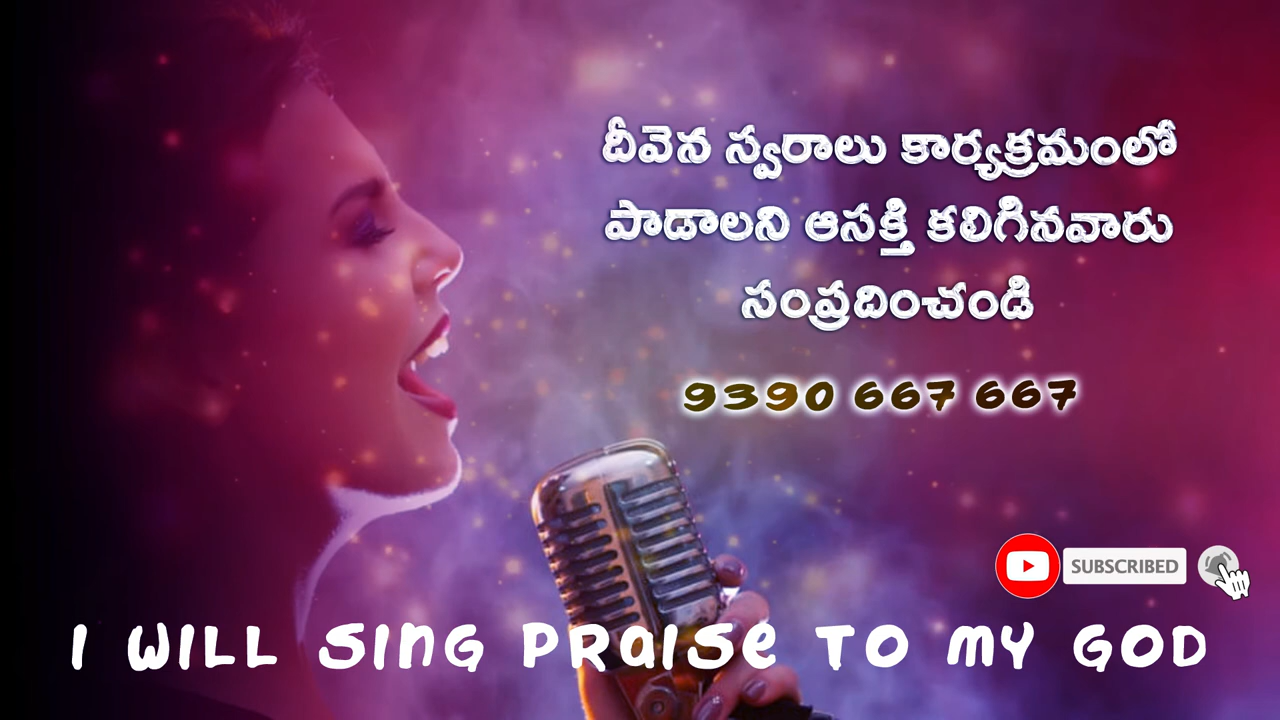 దీవెన స్వరాలు కార్యక్రమంలో
పాడాలని ఆసక్తి కలిగినవారు
సంప్రదించండి
9390 667 667
SUBSCRIBED
I WILL SING PRAISE TO MY GOD